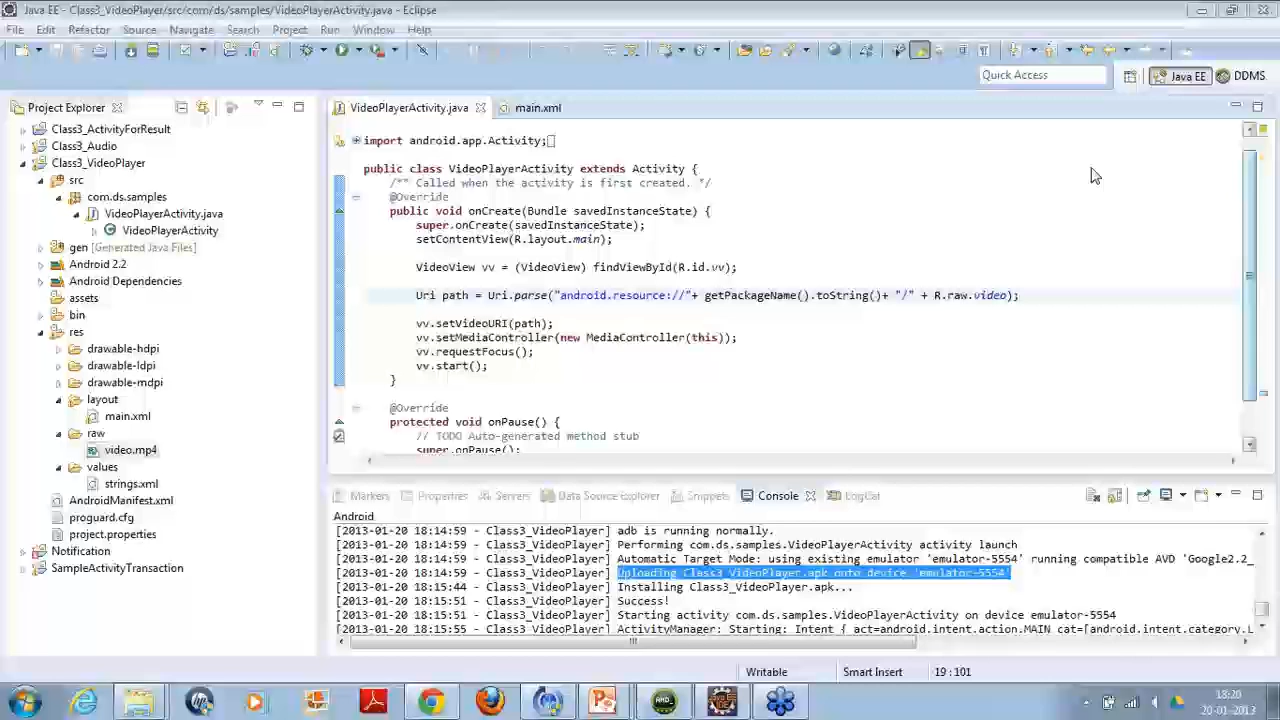 Java EE - Class3_VideoPlayer/src/com/ds/samples/VideoPlayerActivity.java - Eclipse
File Edit Refactor Source Navigate Search Project Run Window Help
Quick Access
Java EE
DDMS
Project Explorer
VideoPlayerActivity.java
main.xml
Class3_ActivityForResult
Class3_Audio
Class3_VideoPlayer
src
com.ds.samples
VideoPlayerActivity.java
VideoPlayerActivity
gen [Generated Java Files]
Android 2.2
Android Dependencies
assets
bin
res
drawable-hdpi
drawable-ldpi
drawable-mdpi
layout
main.xml
raw
video.mp4
values
strings.xml
AndroidManifest.xml
proguard.cfg
project.properties
Notification
SampleActivityTransaction
import android.app.Activity;
public class VideoPlayerActivity extends Activity {
/** Called when the activity is first created. */
@Override
public void onCreate(Bundle savedInstanceState) {
super.onCreate(savedInstanceState);
setContentView(R.layout.main);
VideoView vv = (VideoView) findViewById(R.id.vv);
Uri path = Uri.parse("android.resource://"+ getPackageName().toString()+ "/" + R.raw.video);
vv.setVideoURI(path);
vv.setMediaController(new MediaController(this));
vv.requestFocus();
vv.start();
}
@Override
protected void onPause() {
// TODO Auto-generated method stub
super.onPause();
Markers Properties Servers Data Source Explorer Snippets Console LogCat
Android
[2013-01-20 18:14:59 - Class3_VideoPlayer] adb is running normally.
[2013-01-20 18:14:59 - Class3_VideoPlayer] Performing com.ds.samples.VideoPlayerActivity activity launch
[2013-01-20 18:14:59 - Class3_VideoPlayer] Automatic Target Mode: using existing emulator 'emulator-5554' running compatible AVD 'Google2.2_
[2013-01-20 18:14:59 - Class3_VideoPlayer] Uploading Class3_VideoPlayer.apk onto device 'emulator-5554'
[2013-01-20 18:15:44 - Class3_VideoPlayer] Installing Class3_VideoPlayer.apk...
[2013-01-20 18:15:51 - Class3_VideoPlayer] Success!
[2013-01-20 18:15:51 - Class3_VideoPlayer] Starting activity com.ds.samples.VideoPlayerActivity on device emulator-5554
[2013-01-20 18:15:55 - Class3_VideoPlayer] ActivityManager: Starting: Intent { act=android.intent.action.MAIN cat=[android.intent.category.L
Writable
Smart Insert
19 : 101
18:20
20-01-2013